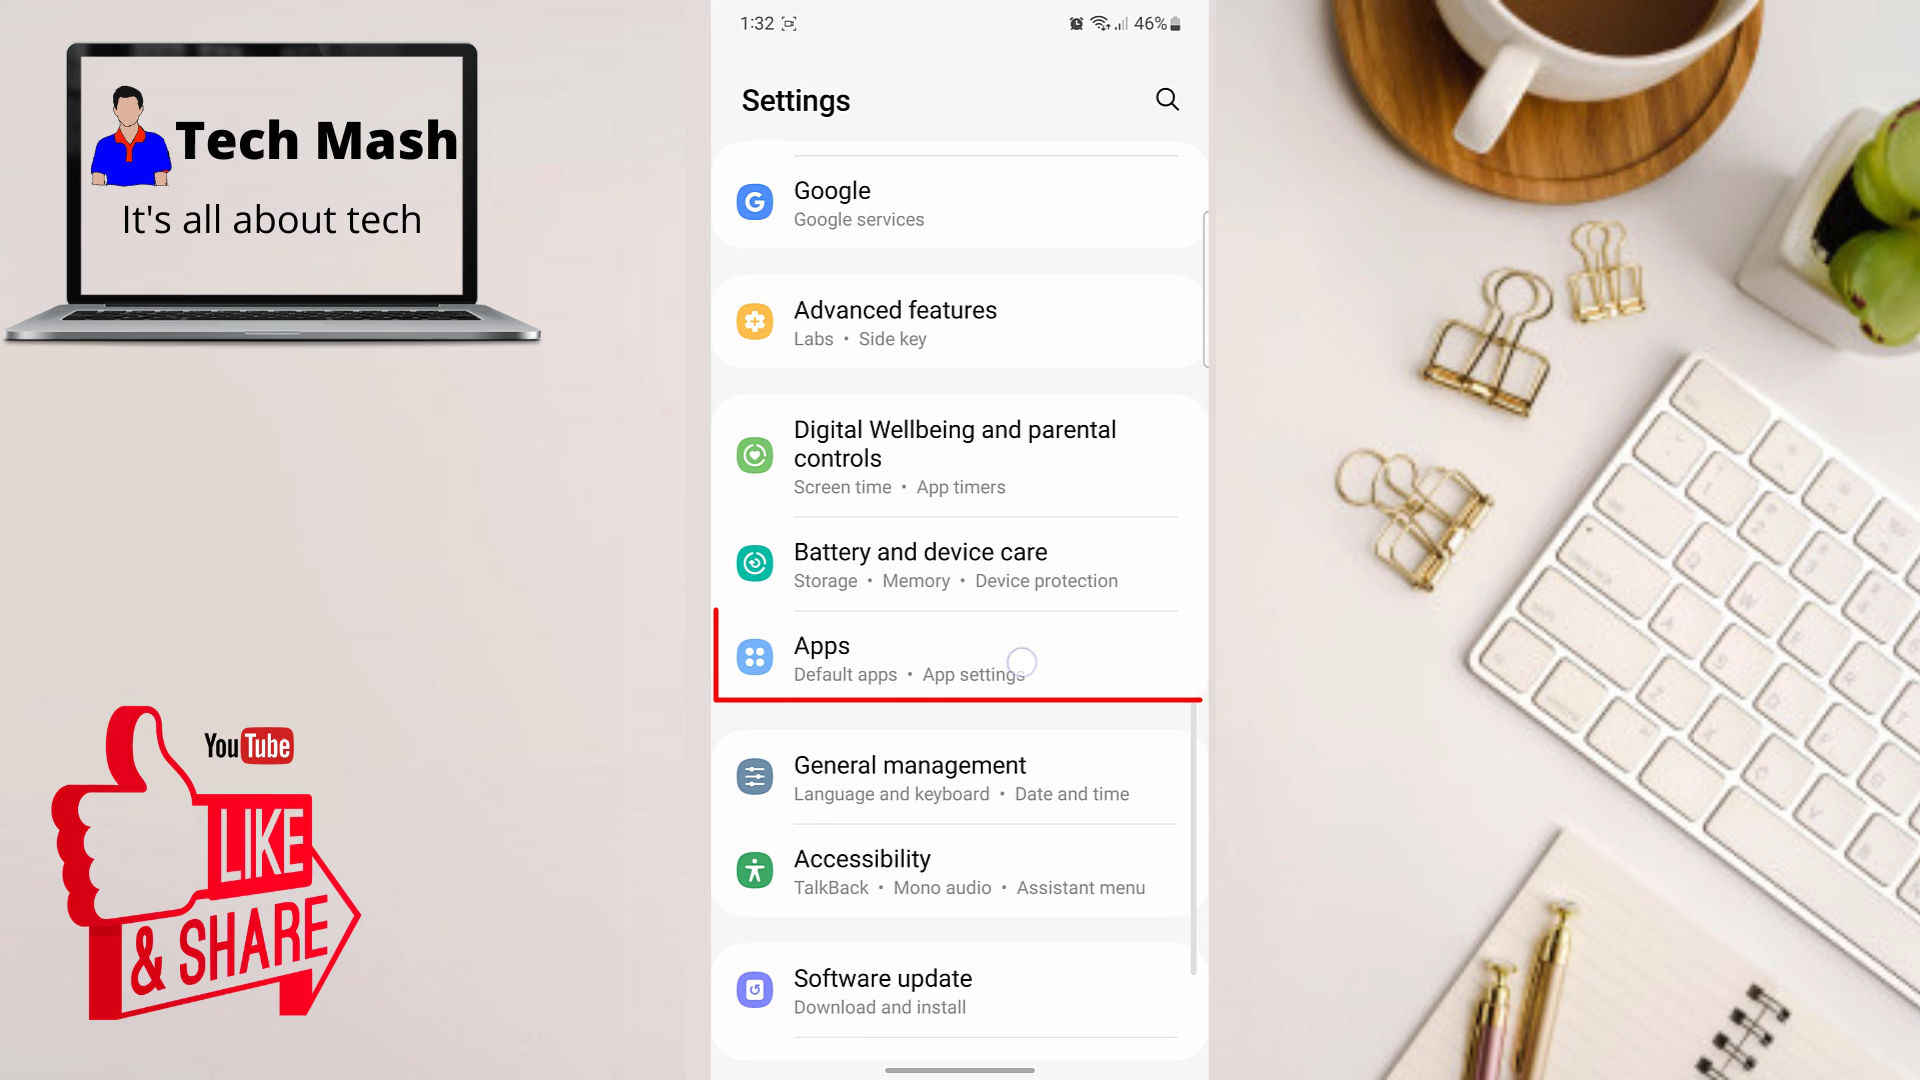 Tech Mash
It's all about tech
YouTube
LIKE
& SHARE
1:32
46%
Settings
Google
Google services
Advanced features
Labs • Side key
Digital Wellbeing and parental
controls
Screen time • App timers
Battery and device care
Storage • Memory • Device protection
Apps
Default apps • App settings
General management
Language and keyboard • Date and time
Accessibility
TalkBack • Mono audio • Assistant menu
Software update
Download and install